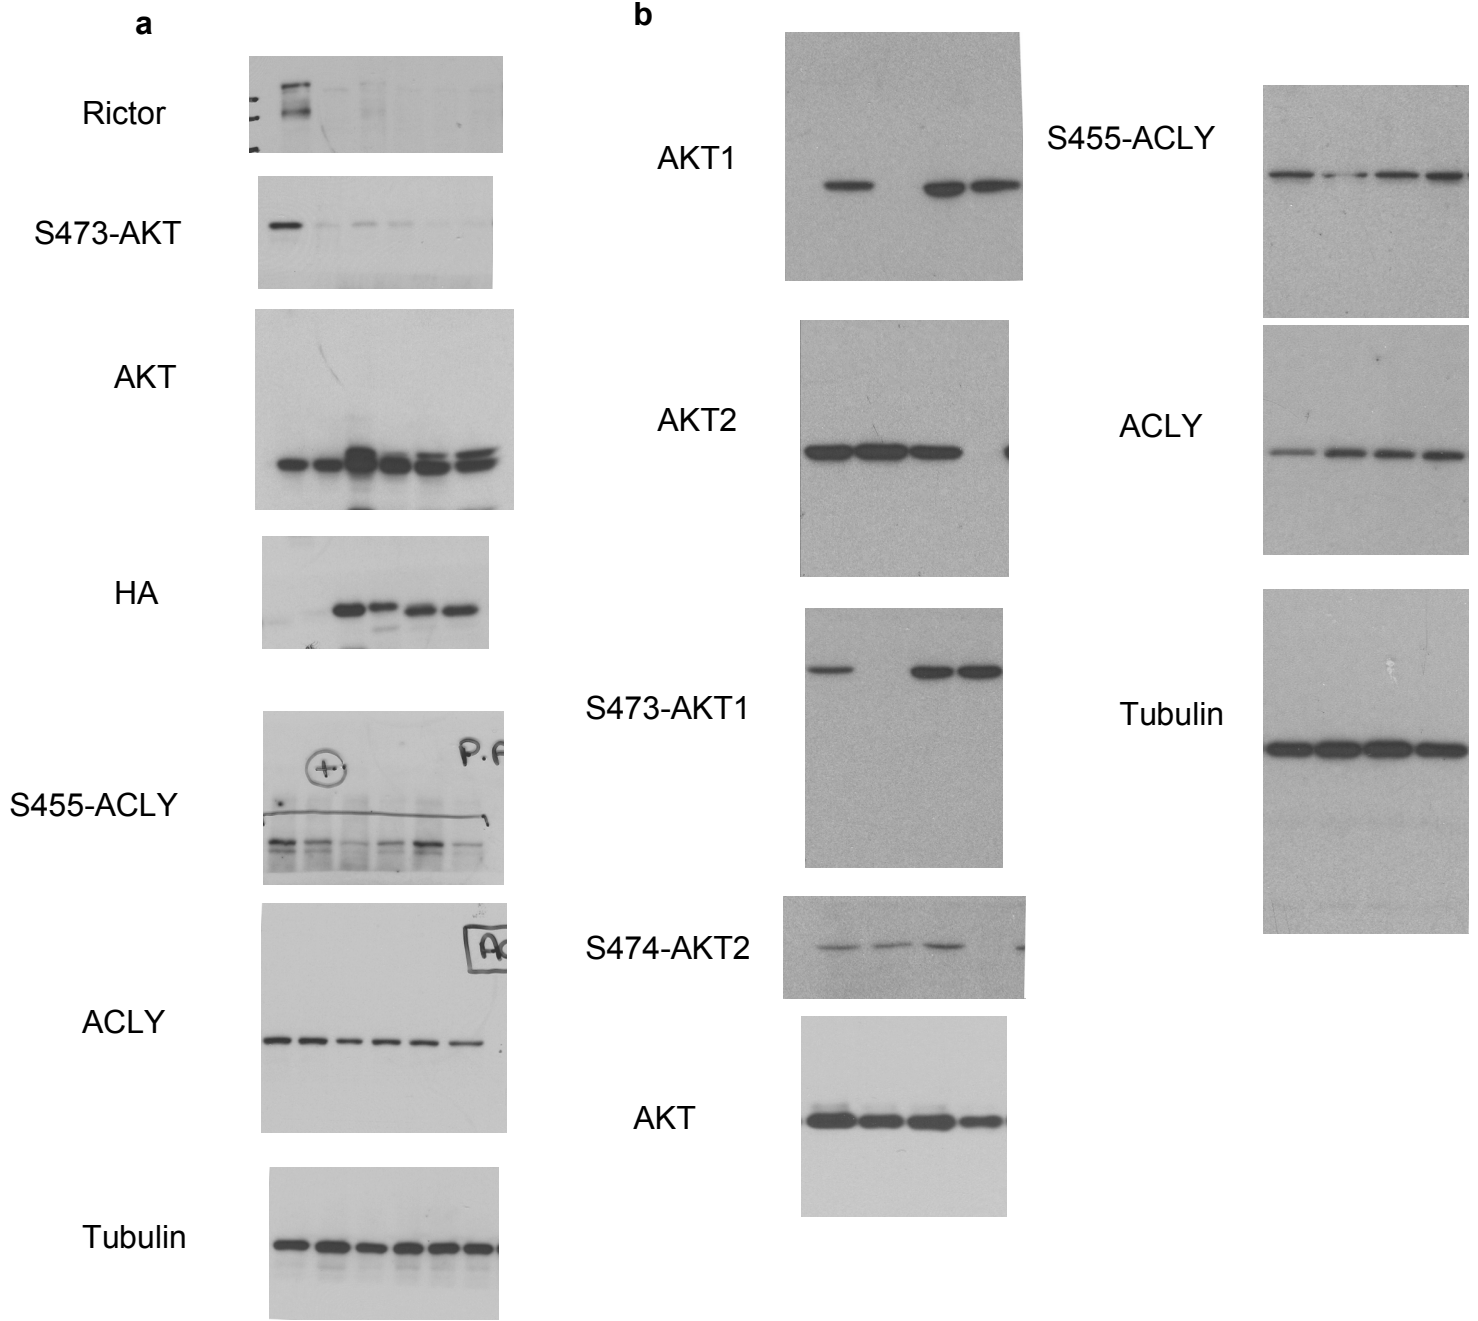 a
Rictor
S473-AKT
AKT
HA
S455-ACLY
+
P.
ACLY
Tubulin
b
AKT1
AKT2
S473-AKT1
S474-AKT2
AKT
S455-ACLY
ACLY
Tubulin